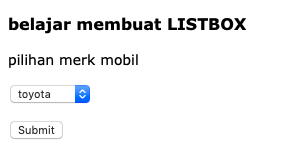 belajar membuat LISTBOX
pilihan merk mobil
toyota
Submit